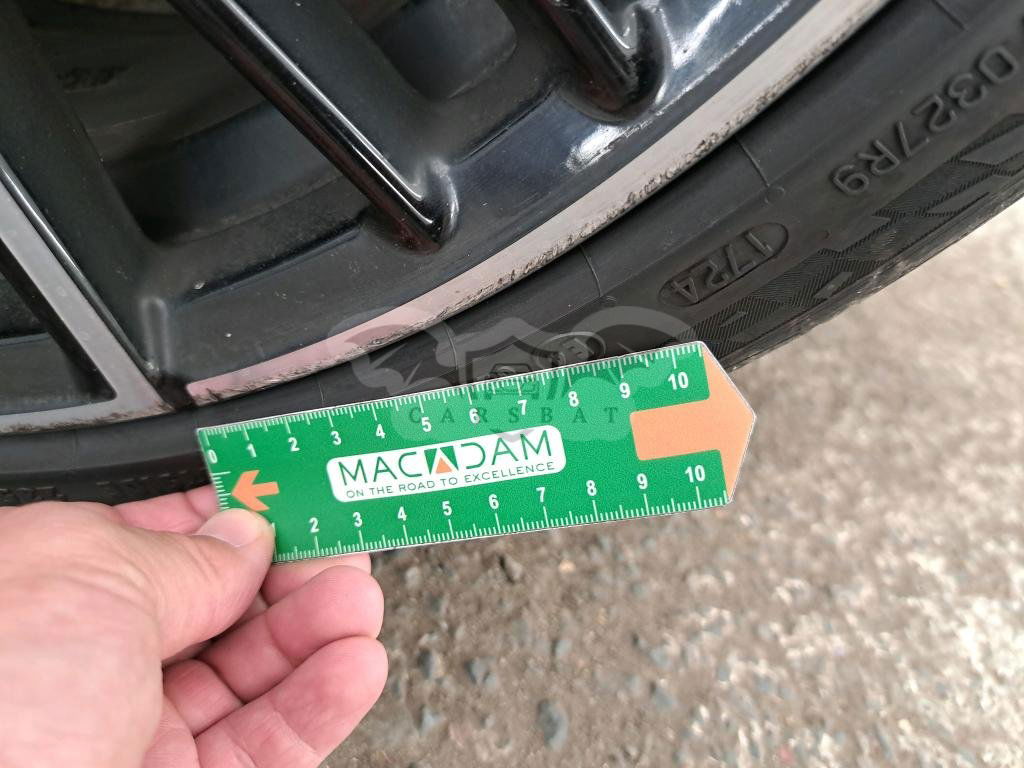 0327R9
1724
CARSBAT
0 1 2 3 4 5 6 7 8 9 10
MACADAM
ON THE ROAD TO EXCELLENCE
2 3 4 5 6 7 8 9 10